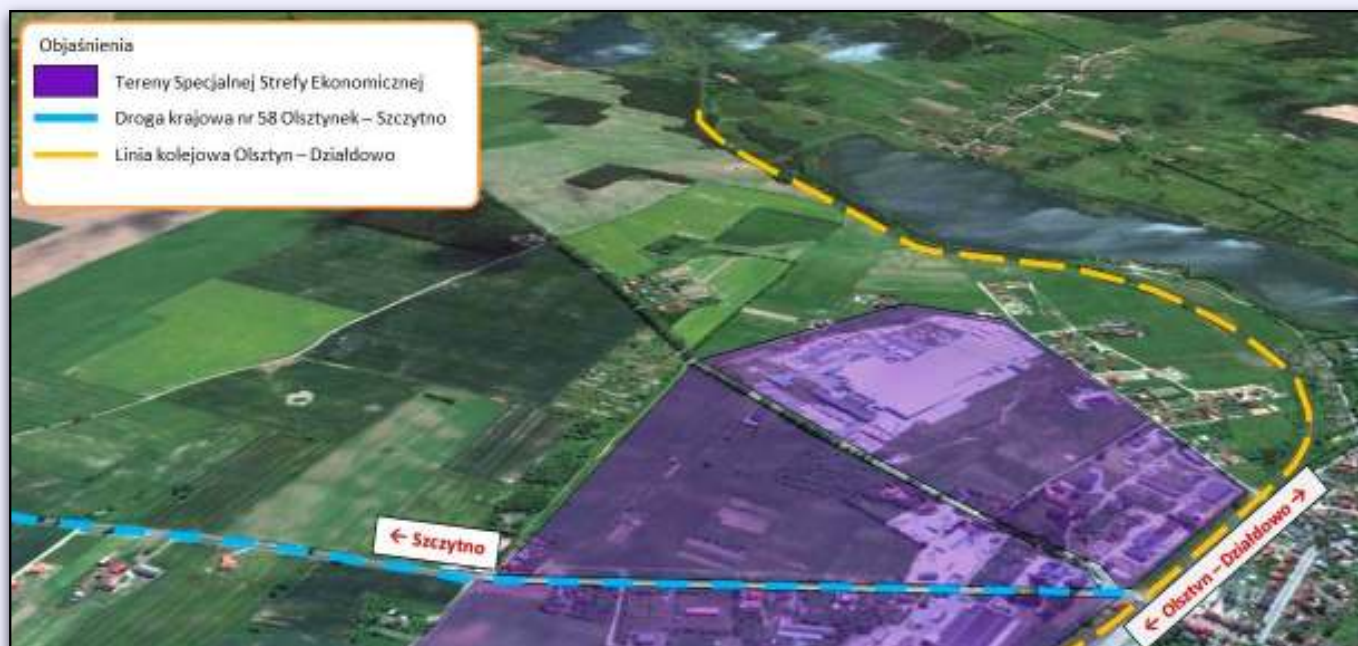 Objaśnienia
Tereny Specjalnej Strefy Ekonomicznej
Droga krajowa nr 58 Olsztynek – Szczytno
Linia kolejowa Olsztyn – Działdowo
← Szczytno
← Olsztyn – Działdowo →